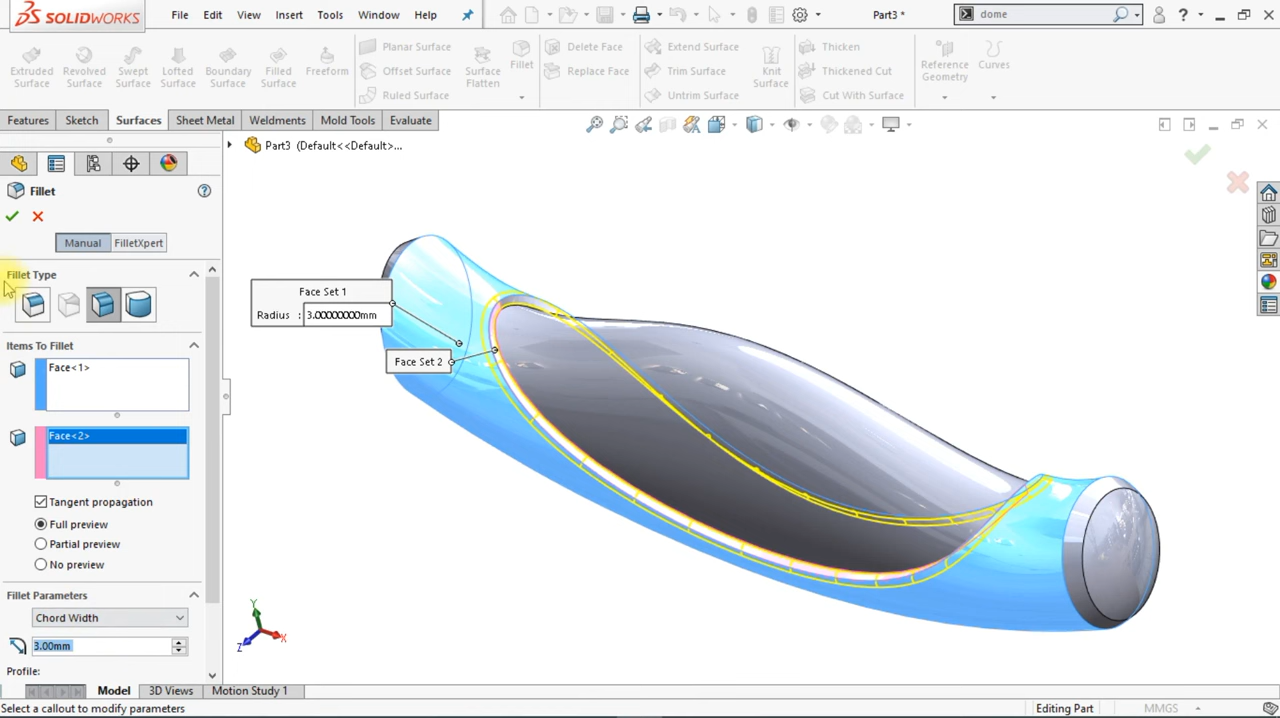 SOLIDWORKS
File Edit View Insert Tools Window Help
Part3 *
dome
Extruded Surface
Revolved Surface
Swept Surface
Lofted Surface
Boundary Surface
Filled Surface
Freeform
Planar Surface
Offset Surface
Ruled Surface
Surface Flatten
Fillet
Delete Face
Replace Face
Extend Surface
Trim Surface
Untrim Surface
Knit Surface
Thicken
Thickened Cut
Cut With Surface
Reference Geometry
Curves
Features Sketch Surfaces Sheet Metal Weldments Mold Tools Evaluate
Part3 (Default<<Default>...
Fillet
Manual FilletXpert
Fillet Type
Items To Fillet
Face<1>
Face<2>
Tangent propagation
Full preview
Partial preview
No preview
Fillet Parameters
Chord Width
3.00mm
Profile:
Face Set 1
Radius : 3.00000000mm
Face Set 2
Y
Z
X
Model 3D Views Motion Study 1
Select a callout to modify parameters
Editing Part
MMGS